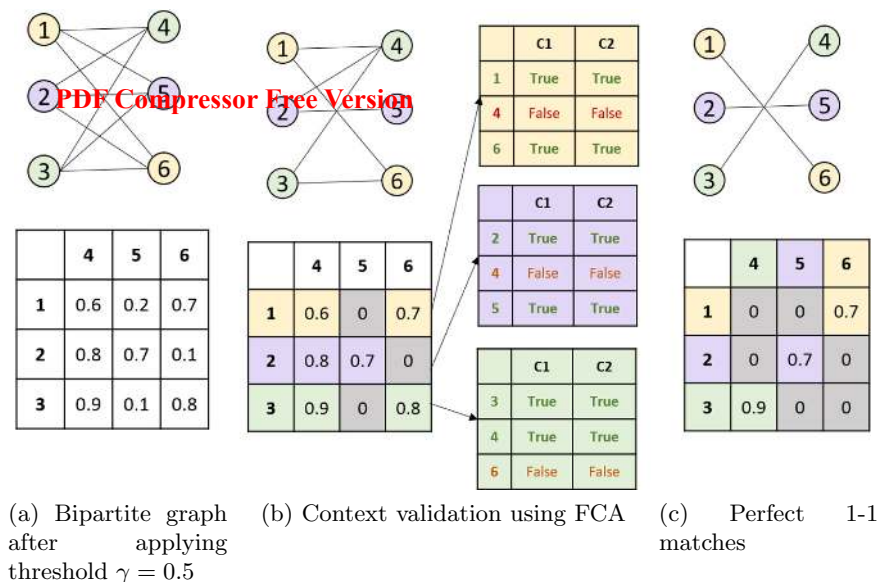 1 4
2 5
3 6
1 4
2 5
3 6
PDF Compressor Free Version
C1 C2
1 True True
4 False False
6 True True
C1 C2
2 True True
4 False False
5 True True
C1 C2
3 True True
4 True True
6 False False
1 4
2 5
3 6
4 5 6
1 0.6 0.2 0.7
2 0.8 0.7 0.1
3 0.9 0.1 0.8
4 5 6
1 0.6 0 0.7
2 0.8 0.7 0
3 0.9 0 0.8
4 5 6
1 0 0 0.7
2 0 0.7 0
3 0.9 0 0
(a) Bipartite graph
after applying
threshold γ = 0.5
(b) Context validation using FCA
(c) Perfect 1-1
matches